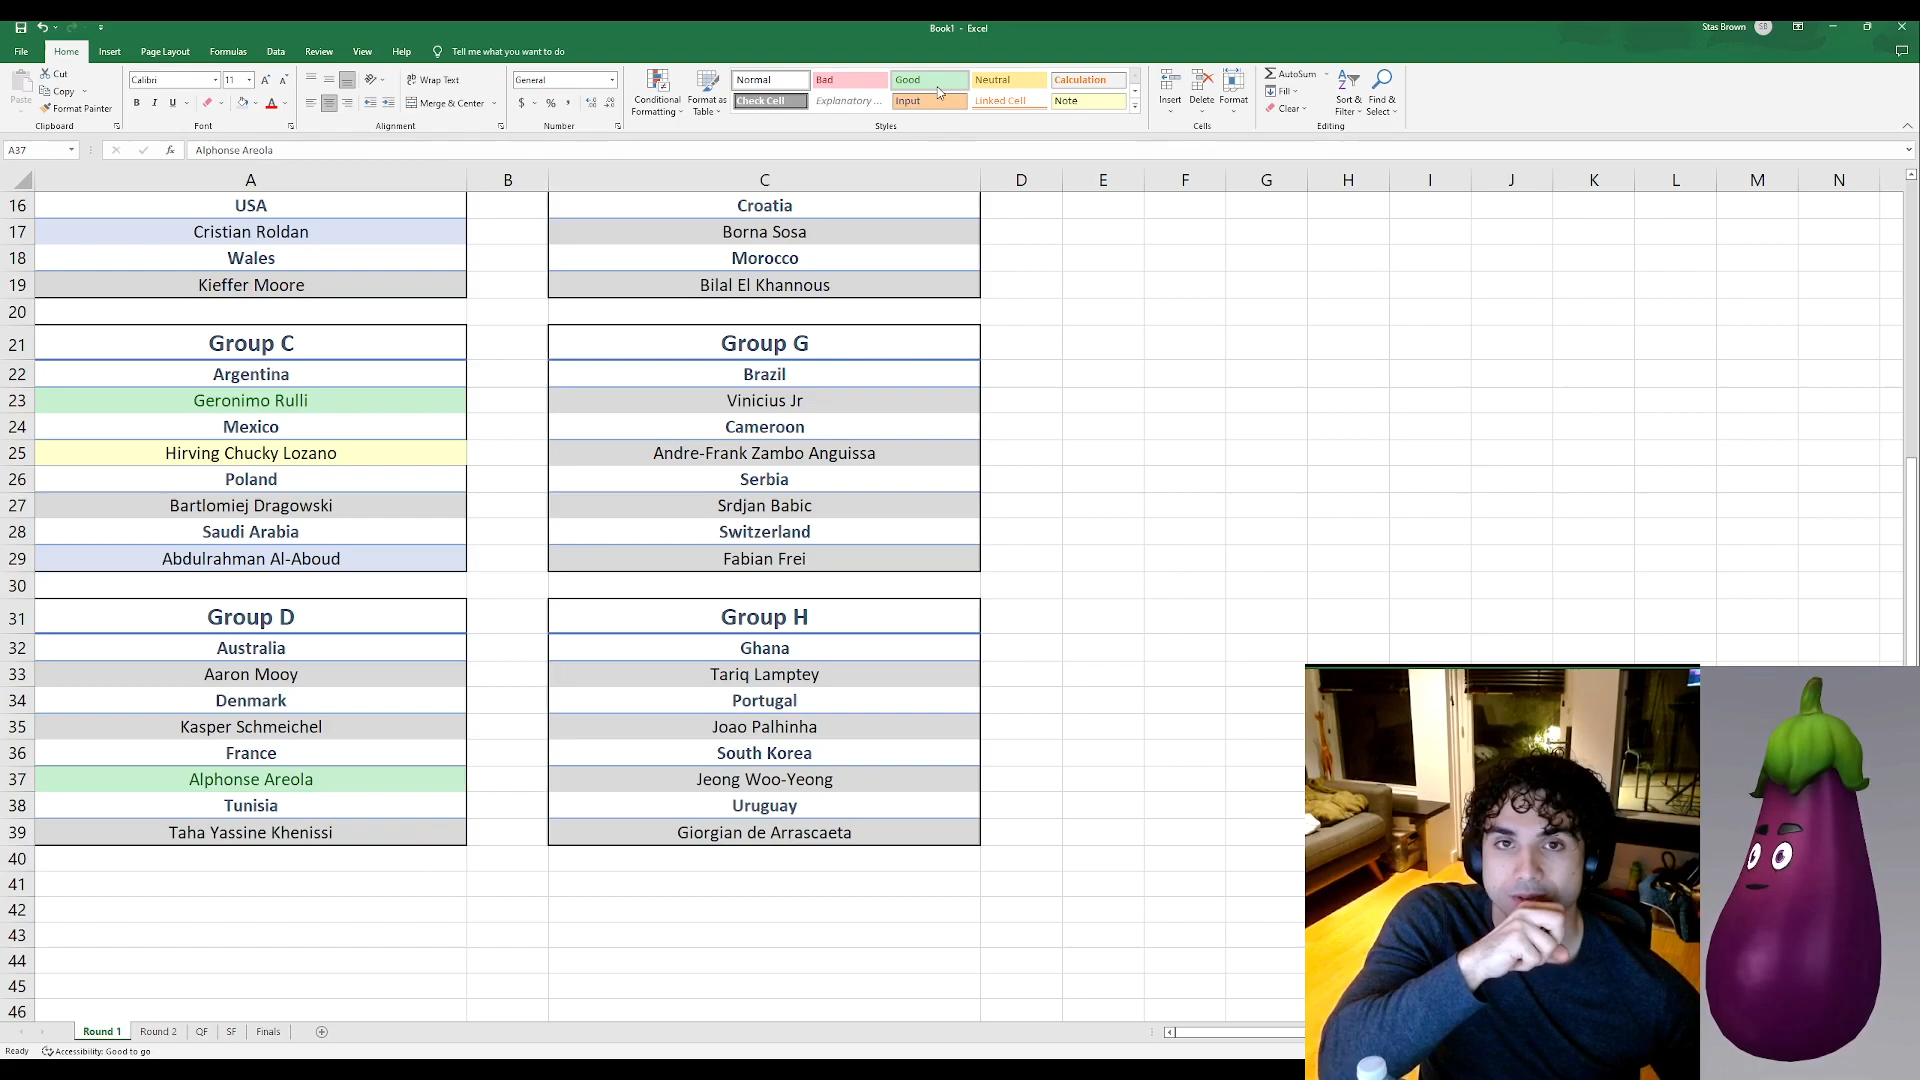 Book1 - Excel
Stas Brown
SB
File Home Insert Page Layout Formulas Data Review View Help Tell me what you want to do
Paste
Cut
Copy
Format Painter
Clipboard
Calibri 11
B I U
Font
Wrap Text
Merge & Center
Alignment
General
$ % ,
Number
Conditional Formatting
Format as Table
Normal Bad Good Neutral Calculation
Check Cell Explanatory ... Input Linked Cell Note
Styles
Insert Delete Format
Cells
AutoSum
Fill
Clear
Sort & Filter
Find & Select
Editing
A37 fx Alphonse Areola
A B C D E F G H I J K L M N
16 USA Croatia
17 Cristian Roldan Borna Sosa
18 Wales Morocco
19 Kieffer Moore Bilal El Khannous
20
21 Group C Group G
22 Argentina Brazil
23 Geronimo Rulli Vinicius Jr
24 Mexico Cameroon
25 Hirving Chucky Lozano Andre-Frank Zambo Anguissa
26 Poland Serbia
27 Bartlomiej Dragowski Srdjan Babic
28 Saudi Arabia Switzerland
29 Abdulrahman Al-Aboud Fabian Frei
30
31 Group D Group H
32 Australia Ghana
33 Aaron Mooy Tariq Lamptey
34 Denmark Portugal
35 Kasper Schmeichel Joao Palhinha
36 France South Korea
37 Alphonse Areola Jeong Woo-Yeong
38 Tunisia Uruguay
39 Taha Yassine Khenissi Giorgian de Arrascaeta
40
41
42
43
44
45
46
Round 1 Round 2 QF SF Finals
Ready Accessibility: Good to go